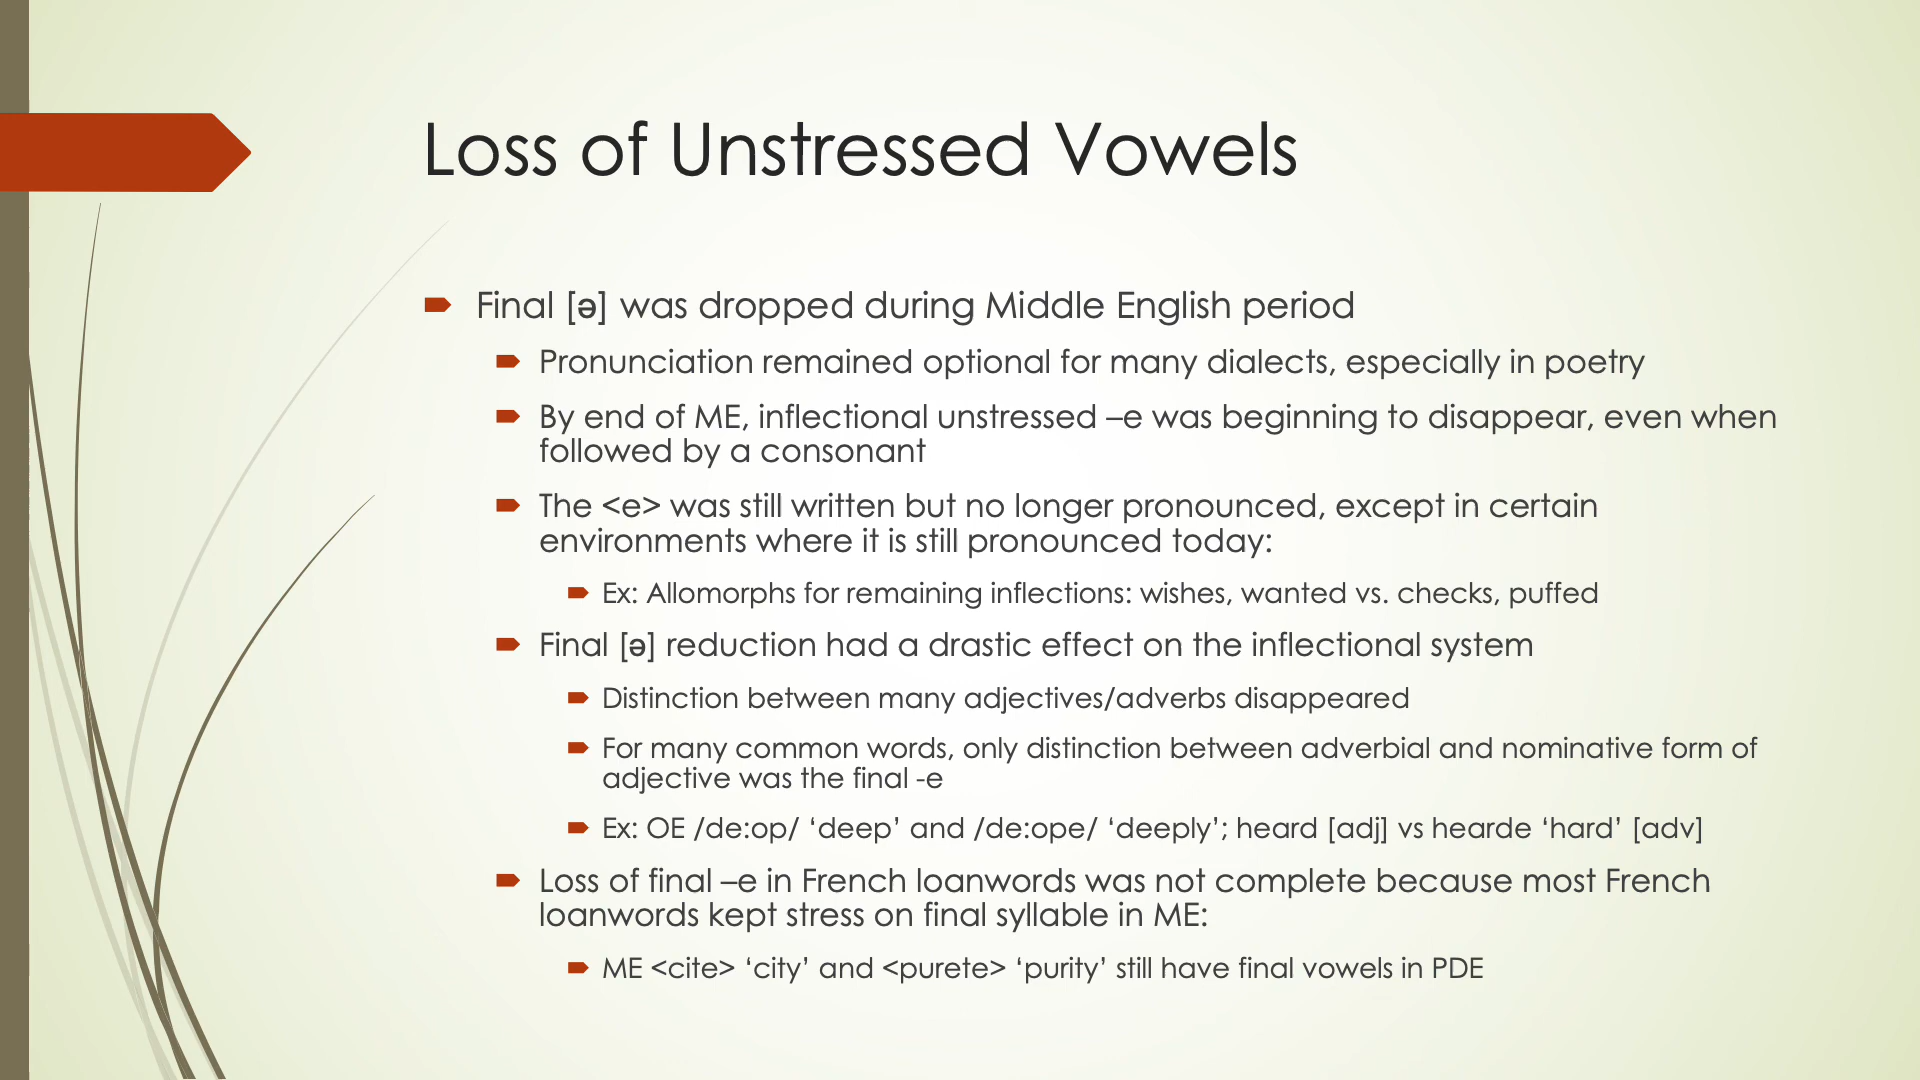 Loss of Unstressed Vowels
Final [ə] was dropped during Middle English period
Pronunciation remained optional for many dialects, especially in poetry
By end of ME, inflectional unstressed –e was beginning to disappear, even when
followed by a consonant
The <e> was still written but no longer pronounced, except in certain
environments where it is still pronounced today:
Ex: Allomorphs for remaining inflections: wishes, wanted vs. checks, puffed
Final [ə] reduction had a drastic effect on the inflectional system
Distinction between many adjectives/adverbs disappeared
For many common words, only distinction between adverbial and nominative form of
adjective was the final -e
Ex: OE /de:op/ ‘deep’ and /de:ope/ ‘deeply’; heard [adj] vs hearde ‘hard’ [adv]
Loss of final –e in French loanwords was not complete because most French
loanwords kept stress on final syllable in ME:
ME <cite> ‘city’ and <purete> ‘purity’ still have final vowels in PDE